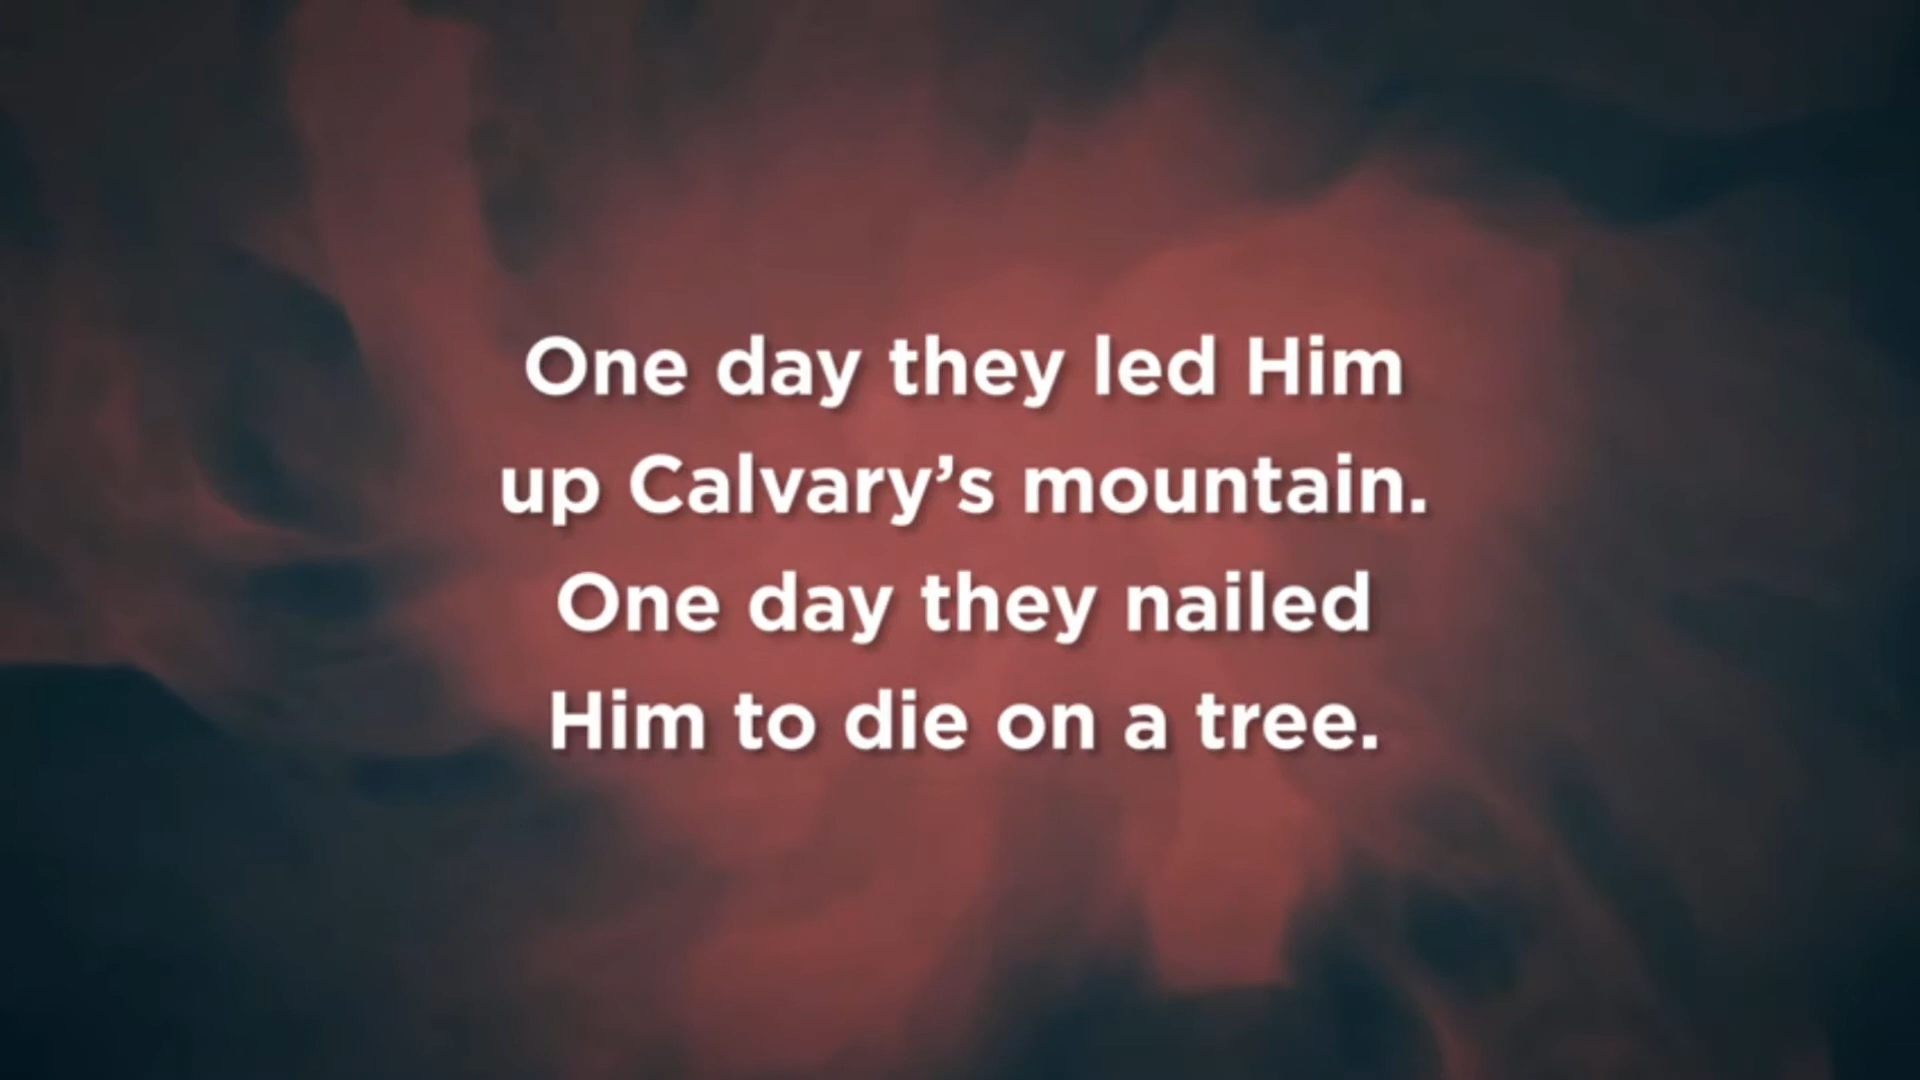 One day they led Him
up Calvary’s mountain.
One day they nailed
Him to die on a tree.